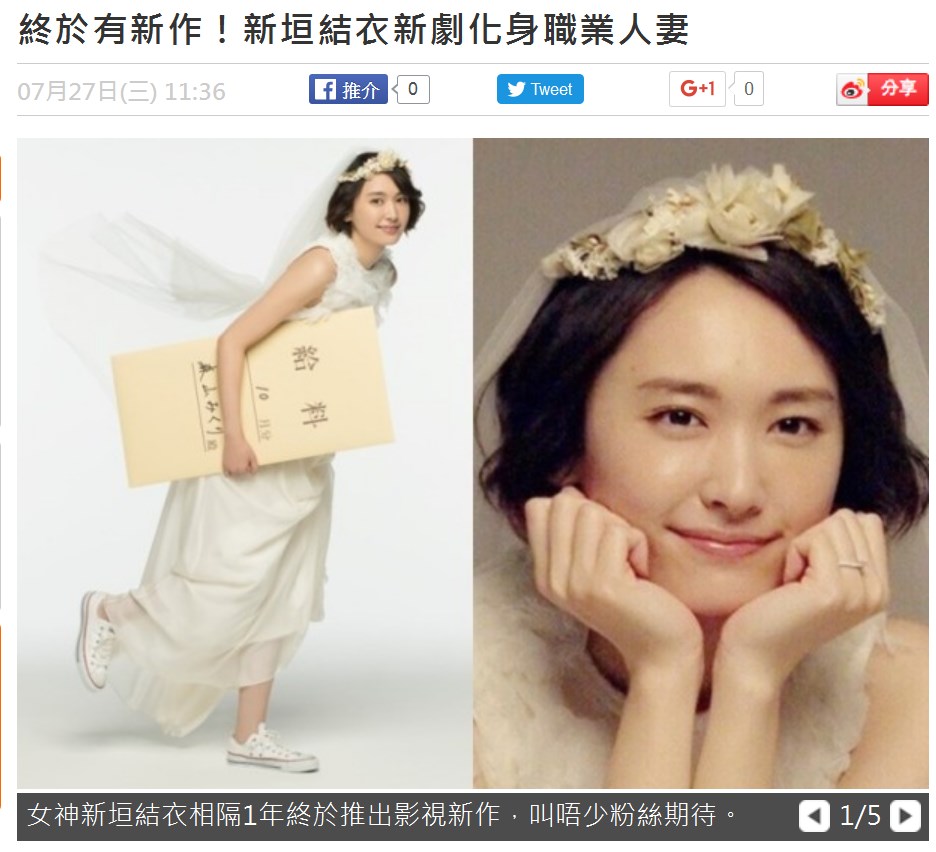 終於有新作！新垣結衣新劇化身職業人妻
07月27日(三) 11:36
推介 0
Tweet
G+1 0
分享
給料
10 月分
森山みくり 殿
女神新垣結衣相隔1年終於推出影視新作，叫唔少粉絲期待。
1/5